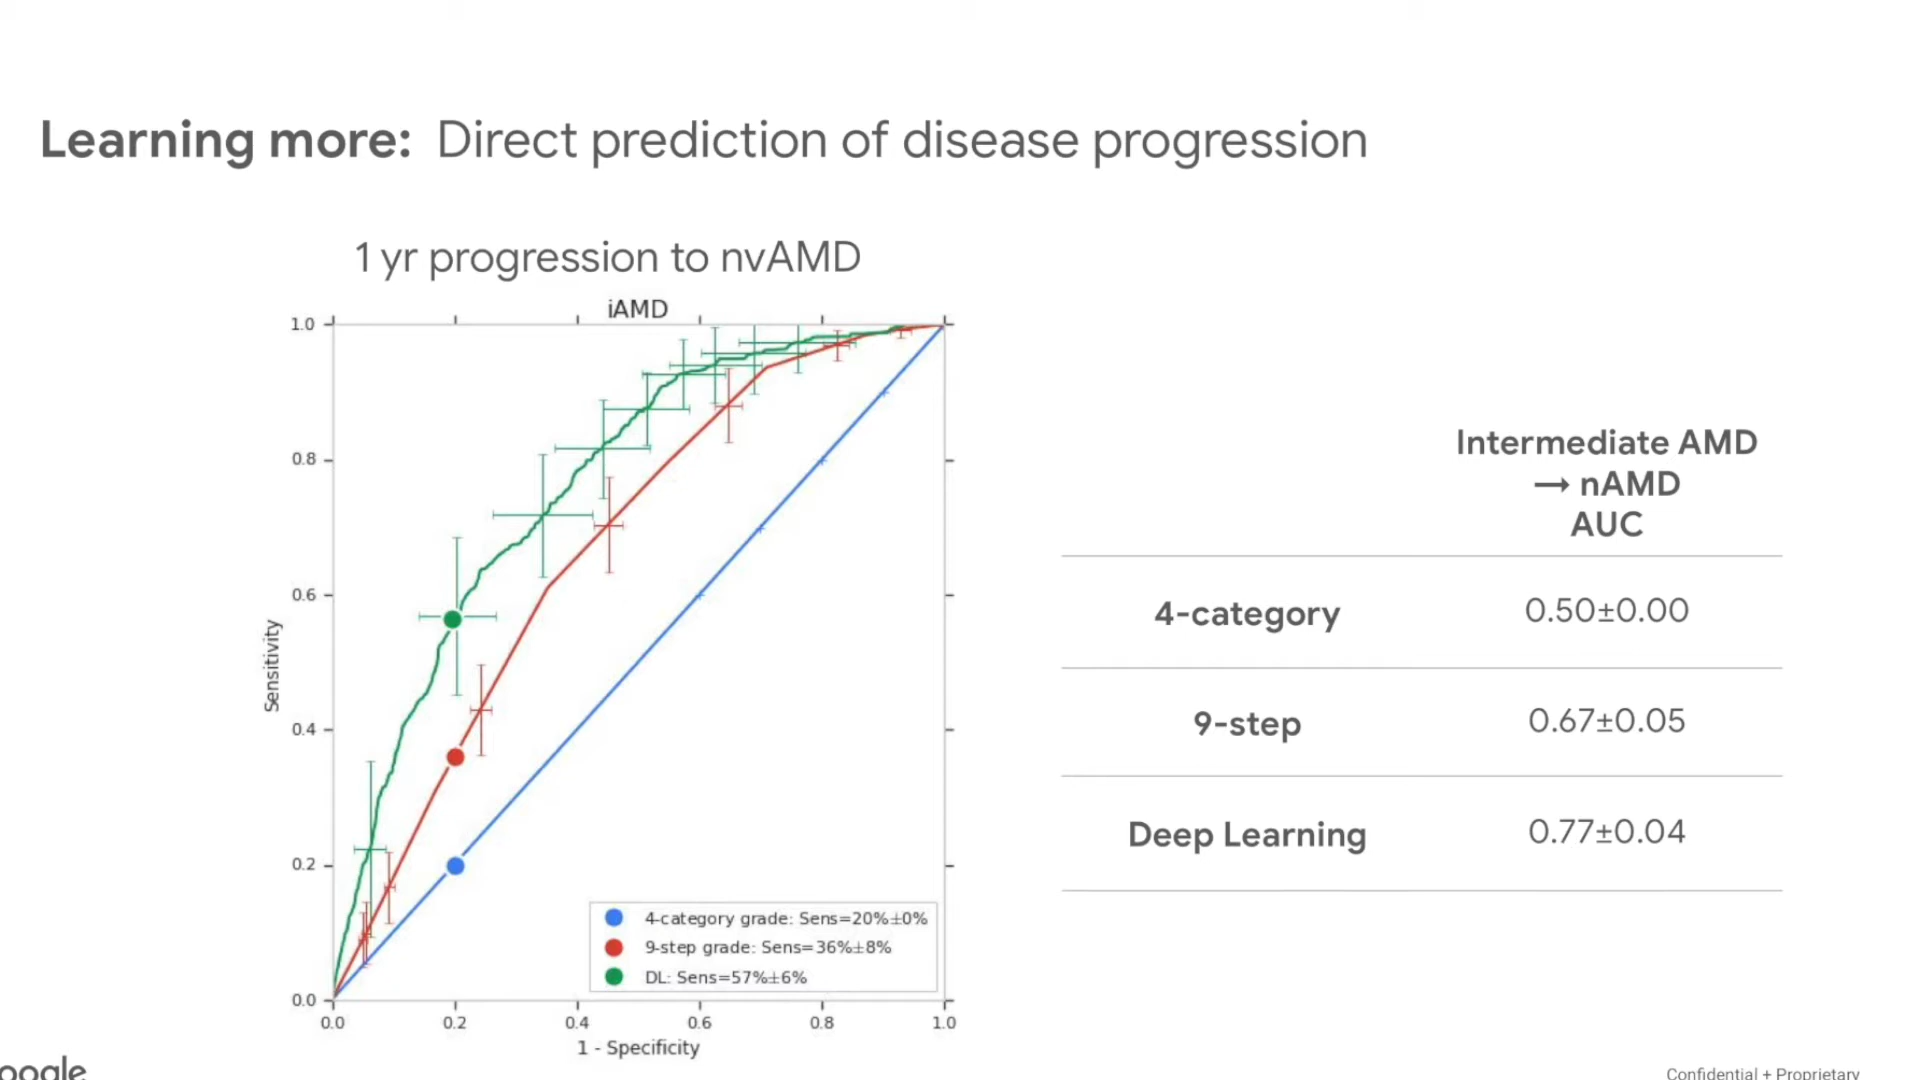 Learning more: Direct prediction of disease progression
1 yr progression to nvAMD
iAMD
1.0
0.8
0.6
0.4
0.2
0.0
Sensitivity
0.0 0.2 0.4 0.6 0.8 1.0
1 - Specificity
4-category grade: Sens=20%±0%
9-step grade: Sens=36%±8%
DL: Sens=57%±6%
Intermediate AMD
→ nAMD
AUC
4-category 0.50±0.00
9-step 0.67±0.05
Deep Learning 0.77±0.04
oogle
Confidential + Proprietary